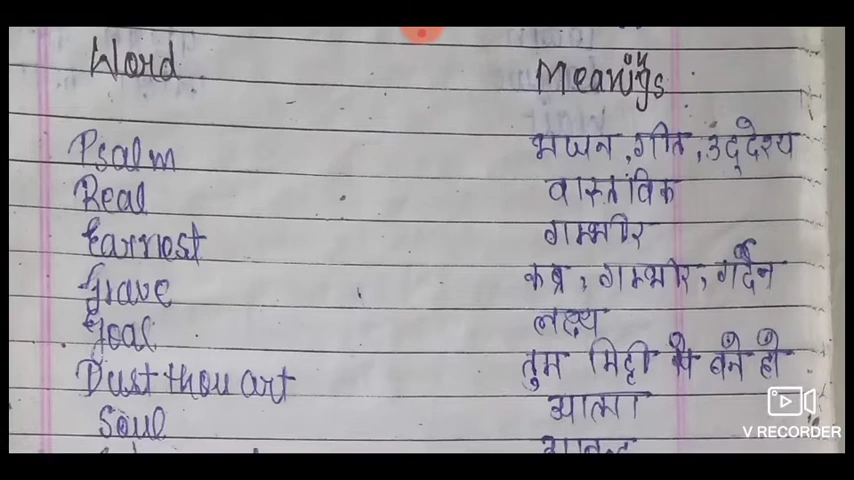 Word Meanings
Psalm भजन, गीत, उद्देश्य
Real वास्तविक
Earnest गम्भीर
Grave कब्र, गम्भीर, गर्दन
Goal लक्ष्य
Dust thou art तुम मिट्टी से बने हो
Soul आत्मा
आनन्द
V RECORDER